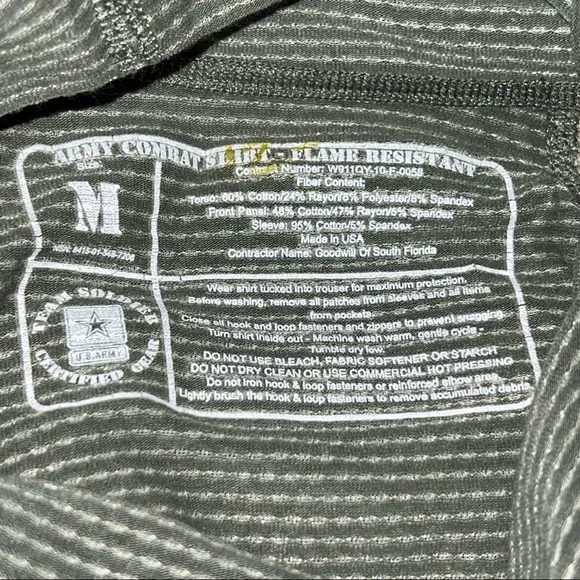 ARMY COMBAT SHIRT - FLAME RESISTANT
SIZE
M
NSN: 8415-01-548-7206
Contract Number: W911QY-10-F-0058
Fiber Content:
Torso: 60% Cotton/24% Rayon/8% Polyester/8% Spandex
Front Panel: 48% Cotton/47% Rayon/5% Spandex
Sleeve: 95% Cotton/5% Spandex
Made in USA
Contractor Name: Goodwill Of South Florida
TEAM SOLDIER
U.S. ARMY
CERTIFIED GEAR
Wear shirt tucked into trouser for maximum protection.
Before washing, remove all patches from sleeves and all items
from pockets.
Close all hook and loop fasteners and zippers to prevent snagging
Turn shirt inside out - Machine wash warm, gentle cycle -
Tumble dry low.
DO NOT USE BLEACH, FABRIC SOFTENER OR STARCH
DO NOT DRY CLEAN OR USE COMMERCIAL HOT PRESSING
Do not iron hook & loop fasteners or reinforced elbow area
Lightly brush the hook & loop fasteners to remove accumulated debris